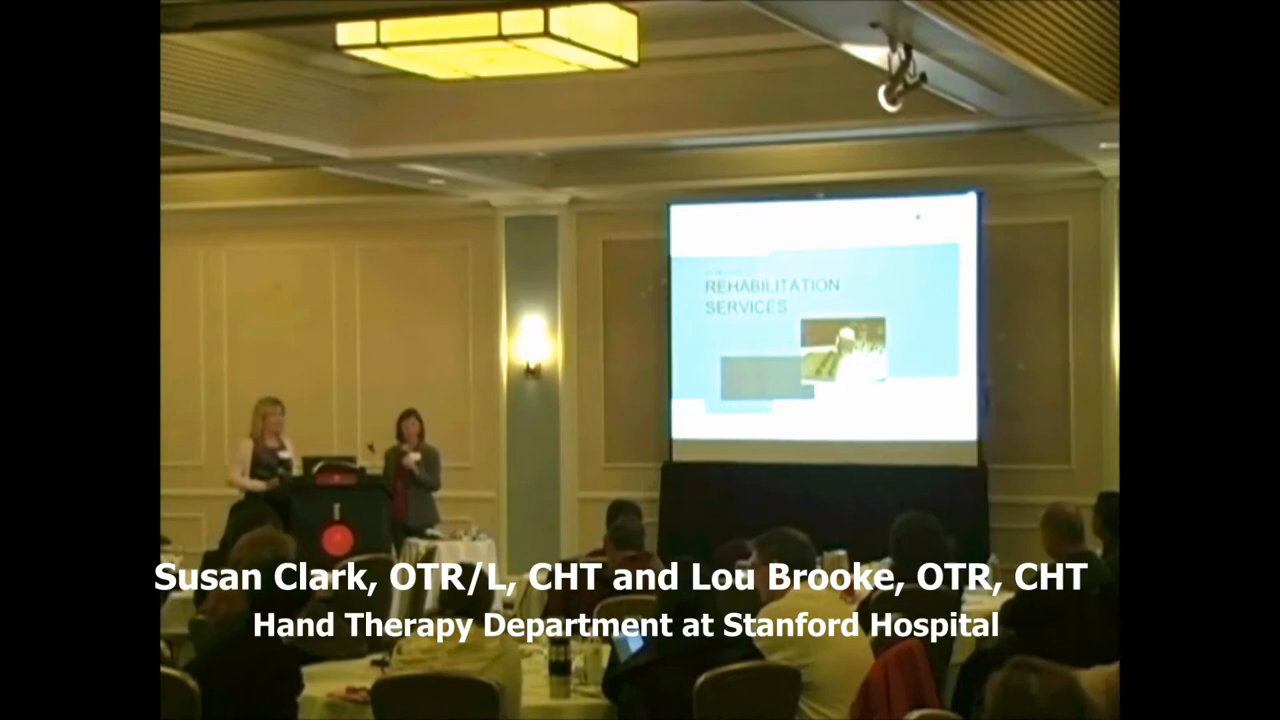 REHABILITATION
SERVICES
Susan Clark, OTR/L, CHT and Lou Brooke, OTR, CHT
Hand Therapy Department at Stanford Hospital